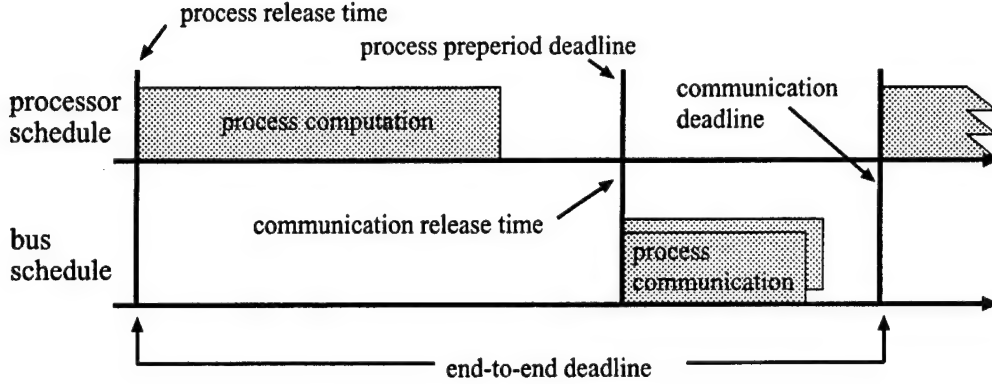 process release time
process preperiod deadline
processor
schedule
process computation
communication
deadline
communication release time
bus
schedule
process
communication
end-to-end deadline